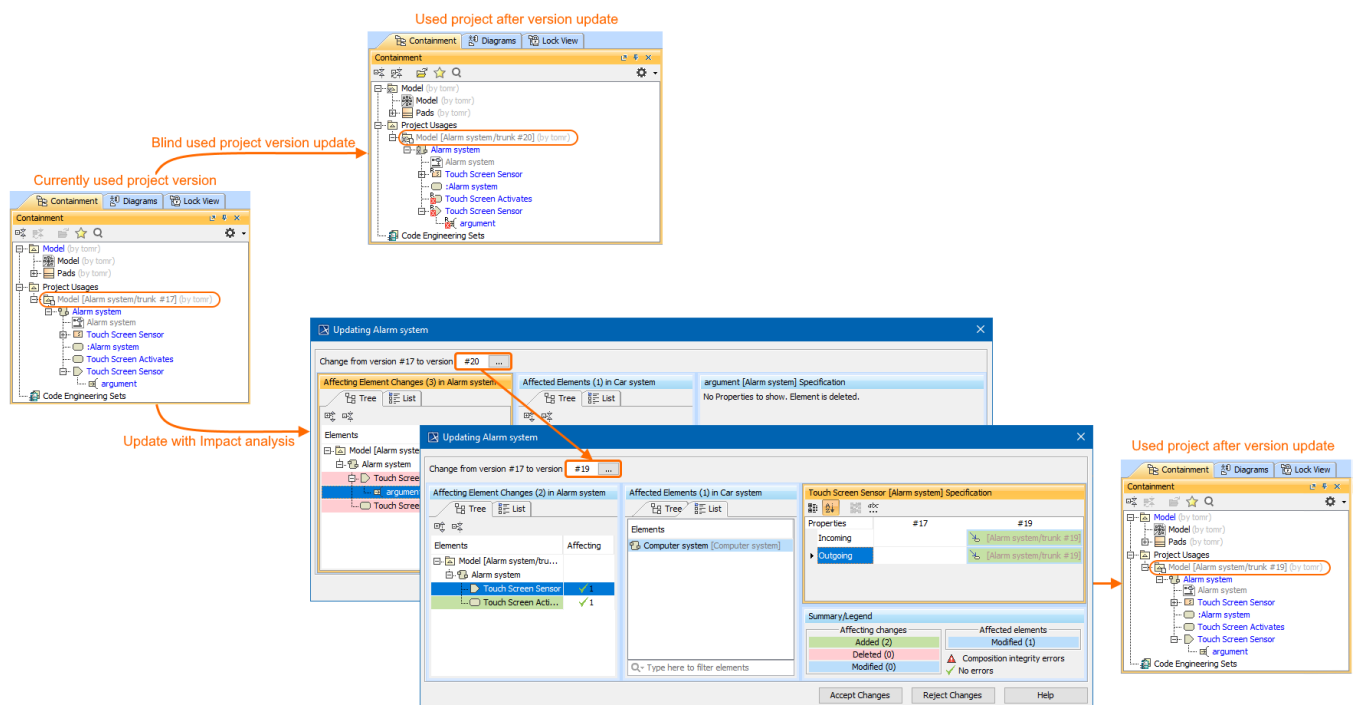 Used project after version update
Containment Diagrams Lock View
Containment
Model (by tomr)
Model (by tomr)
Pads (by tomr)
Project Usages
Model [Alarm system/trunk #20] (by tomr)
Alarm system
Alarm system
Touch Screen Sensor
:Alarm system
Touch Screen Activates
Touch Screen Sensor
argument
Code Engineering Sets
Blind used project version update
Currently used project version
Containment Diagrams Lock View
Containment
Model (by tomr)
Model (by tomr)
Pads (by tomr)
Project Usages
Model [Alarm system/trunk #17] (by tomr)
Alarm system
Alarm system
Touch Screen Sensor
:Alarm system
Touch Screen Activates
Touch Screen Sensor
argument
Code Engineering Sets
Update with Impact analysis
Updating Alarm system
Change from version #17 to version #20 ...
Affecting Element Changes (3) in Alarm system
Tree List
Elements
Model [Alarm syste
Alarm system
Touch Scree
argument
Touch Scree
Affected Elements (1) in Car system
Tree List
argument [Alarm system] Specification
No Properties to show. Element is deleted.
Updating Alarm system
Change from version #17 to version #19 ...
Affecting Element Changes (2) in Alarm system
Tree List
Elements Affecting
Model [Alarm system/tru...
Alarm system
Touch Screen Sensor 1
Touch Screen Acti... 1
Affected Elements (1) in Car system
Tree List
Elements
Computer system [Computer system]
Type here to filter elements
Touch Screen Sensor [Alarm system] Specification
Properties #17 #19
Incoming [Alarm system/trunk #19]
Outgoing [Alarm system/trunk #19]
Summary/Legend
Affecting changes Affected elements
Added (2) Modified (1)
Deleted (0) Composition integrity errors
Modified (0) No errors
Accept Changes Reject Changes Help
Used project after version update
Containment Diagrams Lock View
Containment
Model (by tomr)
Model (by tomr)
Pads (by tomr)
Project Usages
Model [Alarm system/trunk #19] (by tomr)
Alarm system
Alarm system
Touch Screen Sensor
:Alarm system
Touch Screen Activates
Touch Screen Sensor
argument
Code Engineering Sets